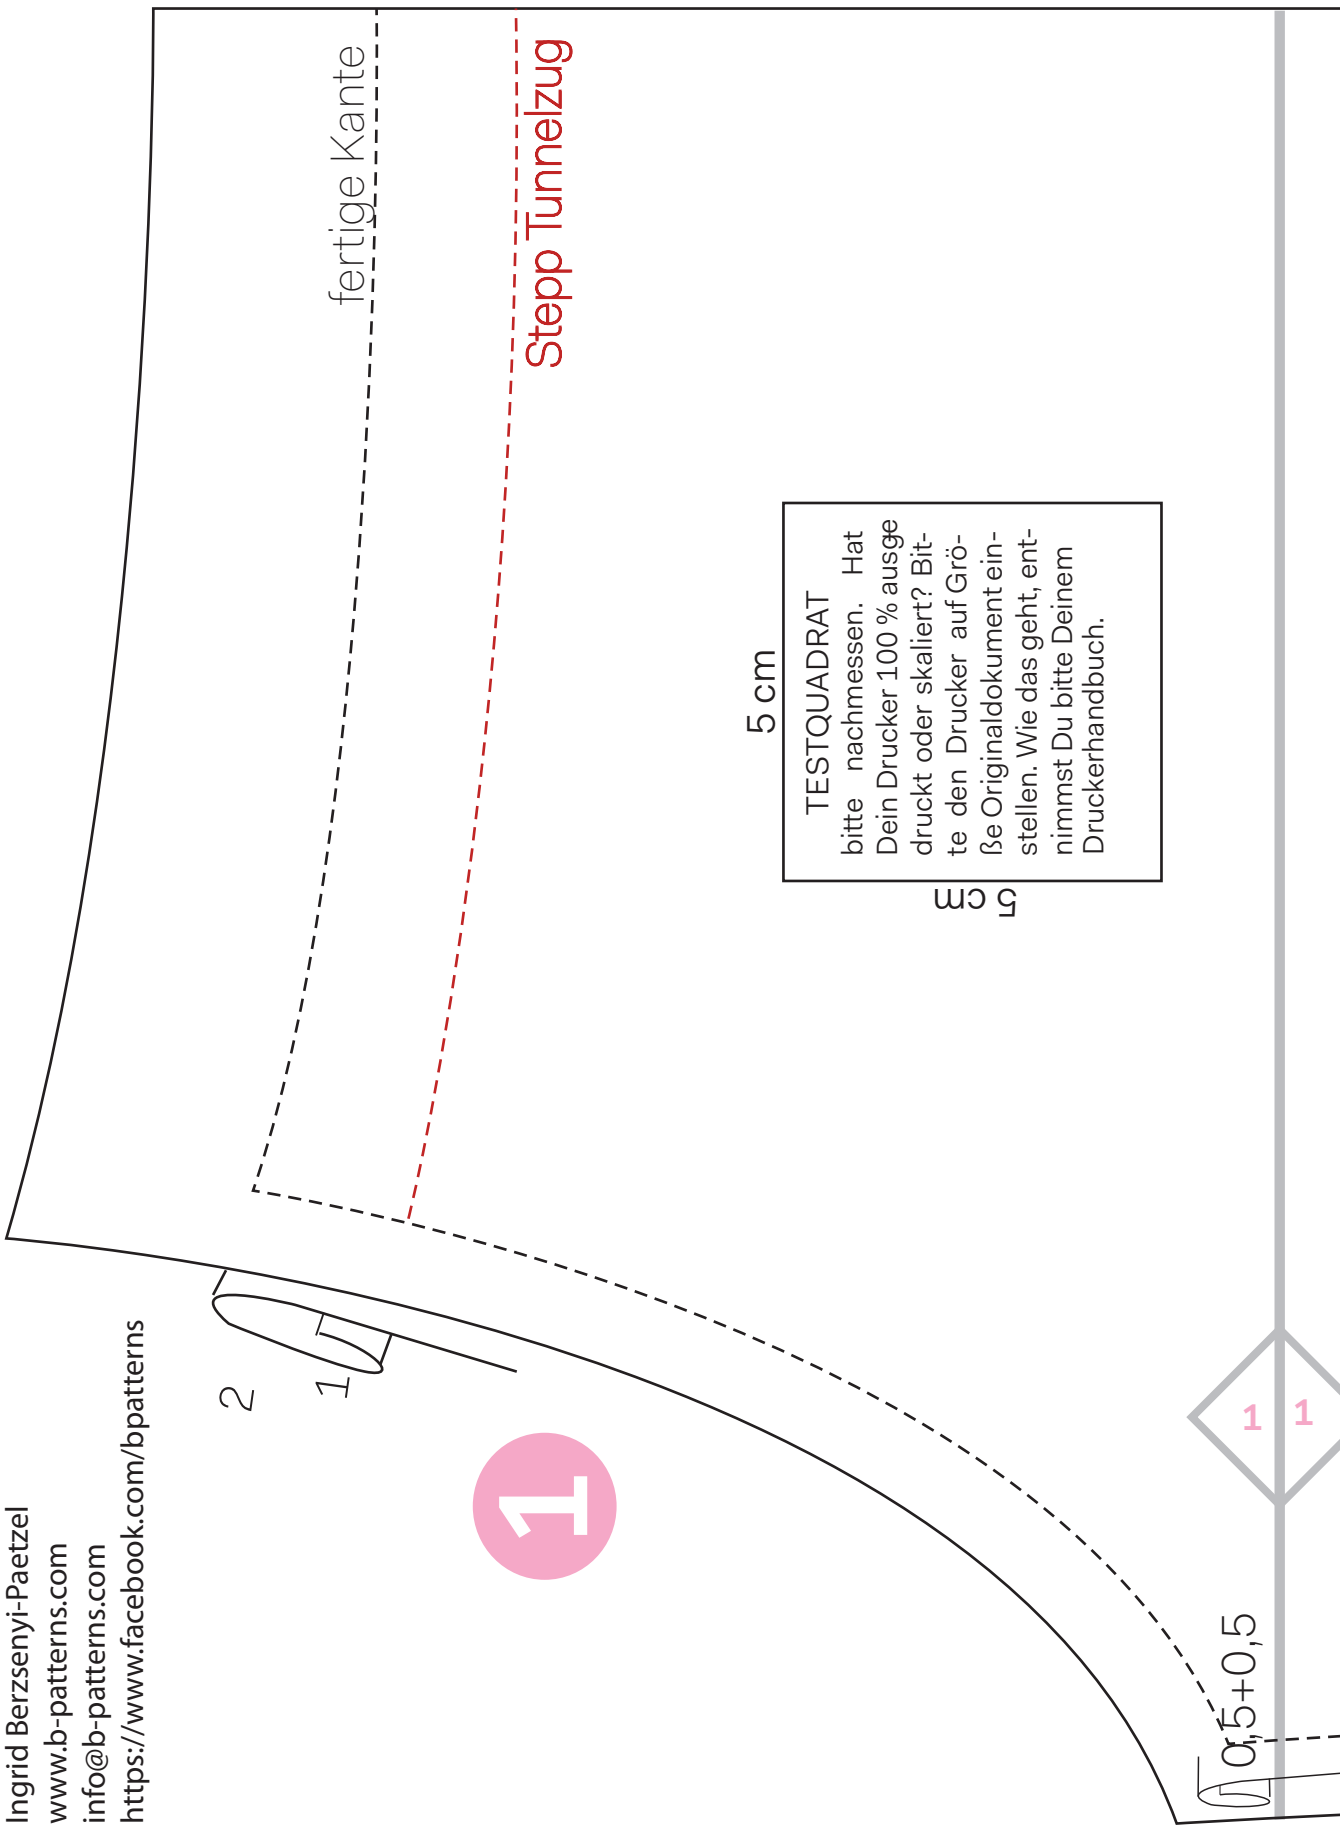 Ingrid Berzsenyi-Paetzel
www.b-patterns.com
info@b-patterns.com
https://www.facebook.com/bpatterns
2
1
fertige Kante
Stepp Tunnelzug
1
5 cm
5 cm
TESTQUADRAT
bitte nachmessen. Hat
Dein Drucker 100 % ausge
druckt oder skaliert? Bit-
te den Drucker auf Grö-
ße Originaldokument ein-
stellen. Wie das geht, ent-
nimmst Du bitte Deinem
Druckerhandbuch.
0,5+0,5
1
1